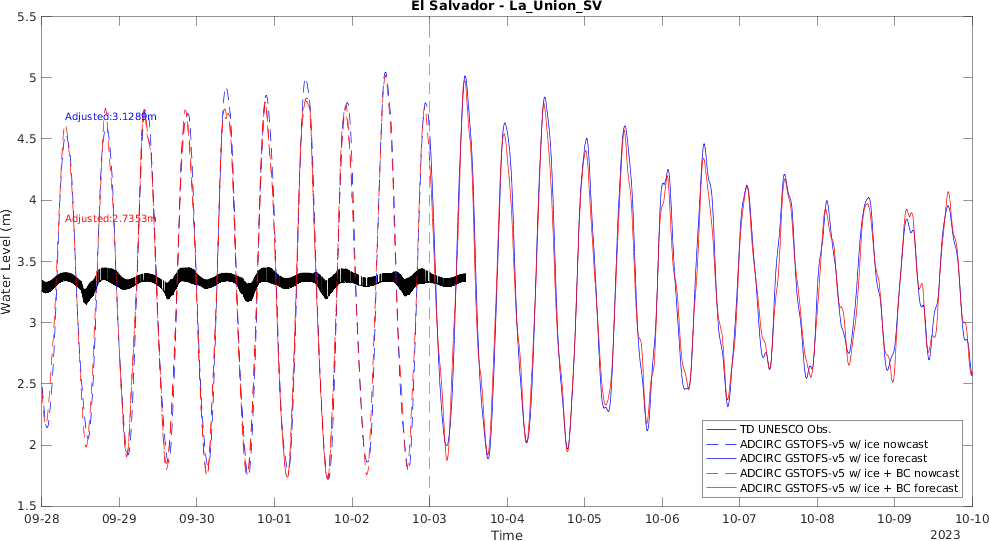 El Salvador - La_Union_SV
5.5
5
4.5
4
3.5
3
2.5
2
1.5
Water Level (m)
Adjusted:3.1289m
Adjusted:2.7353m
TD UNESCO Obs.
ADCIRC GSTOFS-v5 w/ ice nowcast
ADCIRC GSTOFS-v5 w/ ice forecast
ADCIRC GSTOFS-v5 w/ ice + BC nowcast
ADCIRC GSTOFS-v5 w/ ice + BC forecast
09-28 09-29 09-30 10-01 10-02 10-03 10-04 10-05 10-06 10-07 10-08 10-09 10-10
Time
2023